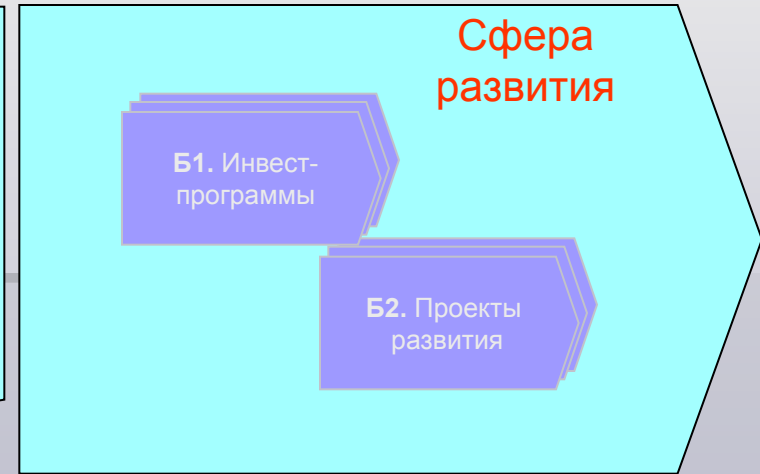 Сфера
развития
Б1. Инвест-
программы
Б2. Проекты
развития